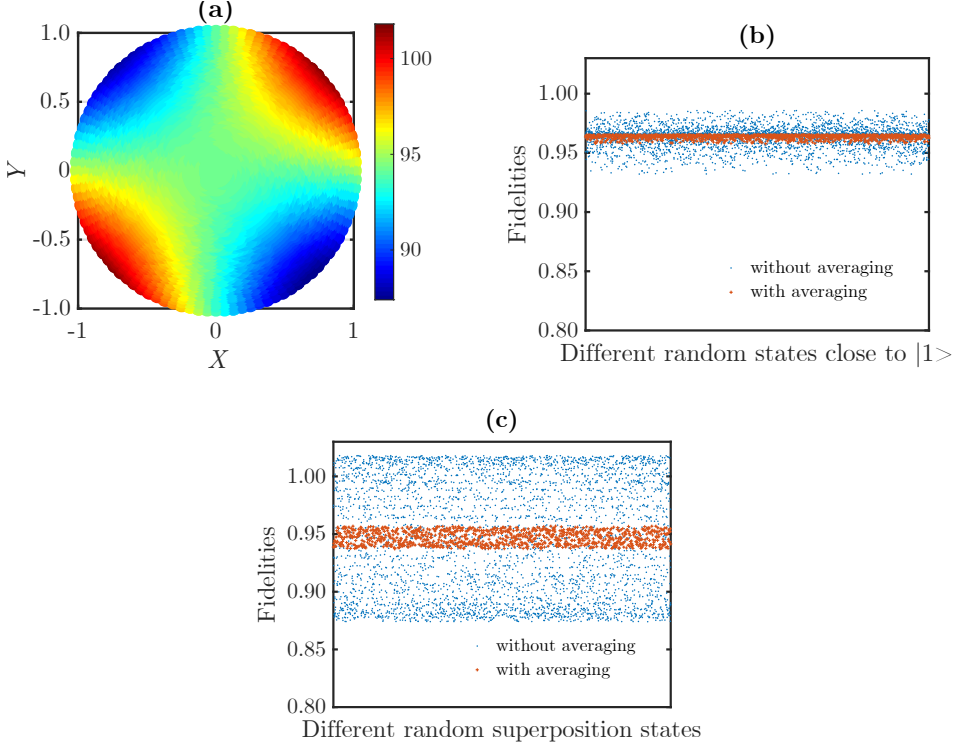 (a)
1.0
0.5
0
-0.5
-1.0
Y
-1
0
1
X
100
95
90
(b)
1.00
0.95
0.90
0.85
0.80
Fidelities
without averaging
with averaging
Different random states close to |1>
(c)
1.00
0.95
0.90
0.85
0.80
Fidelities
without averaging
with averaging
Different random superposition states